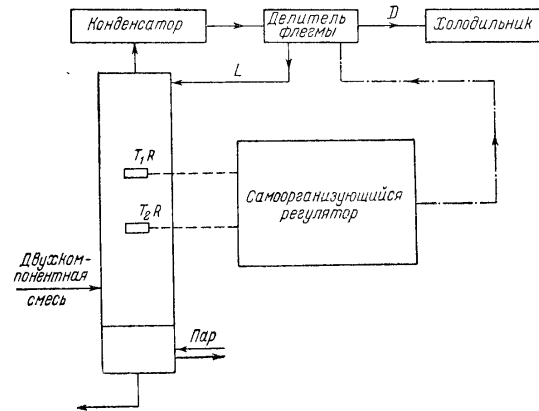 Конденсатор
Делитель
флегмы
D
Холодильник
L
T₁R
T₂R
Самоорганизующийся
регулятор
Двухком-
понентная
смесь
Пар